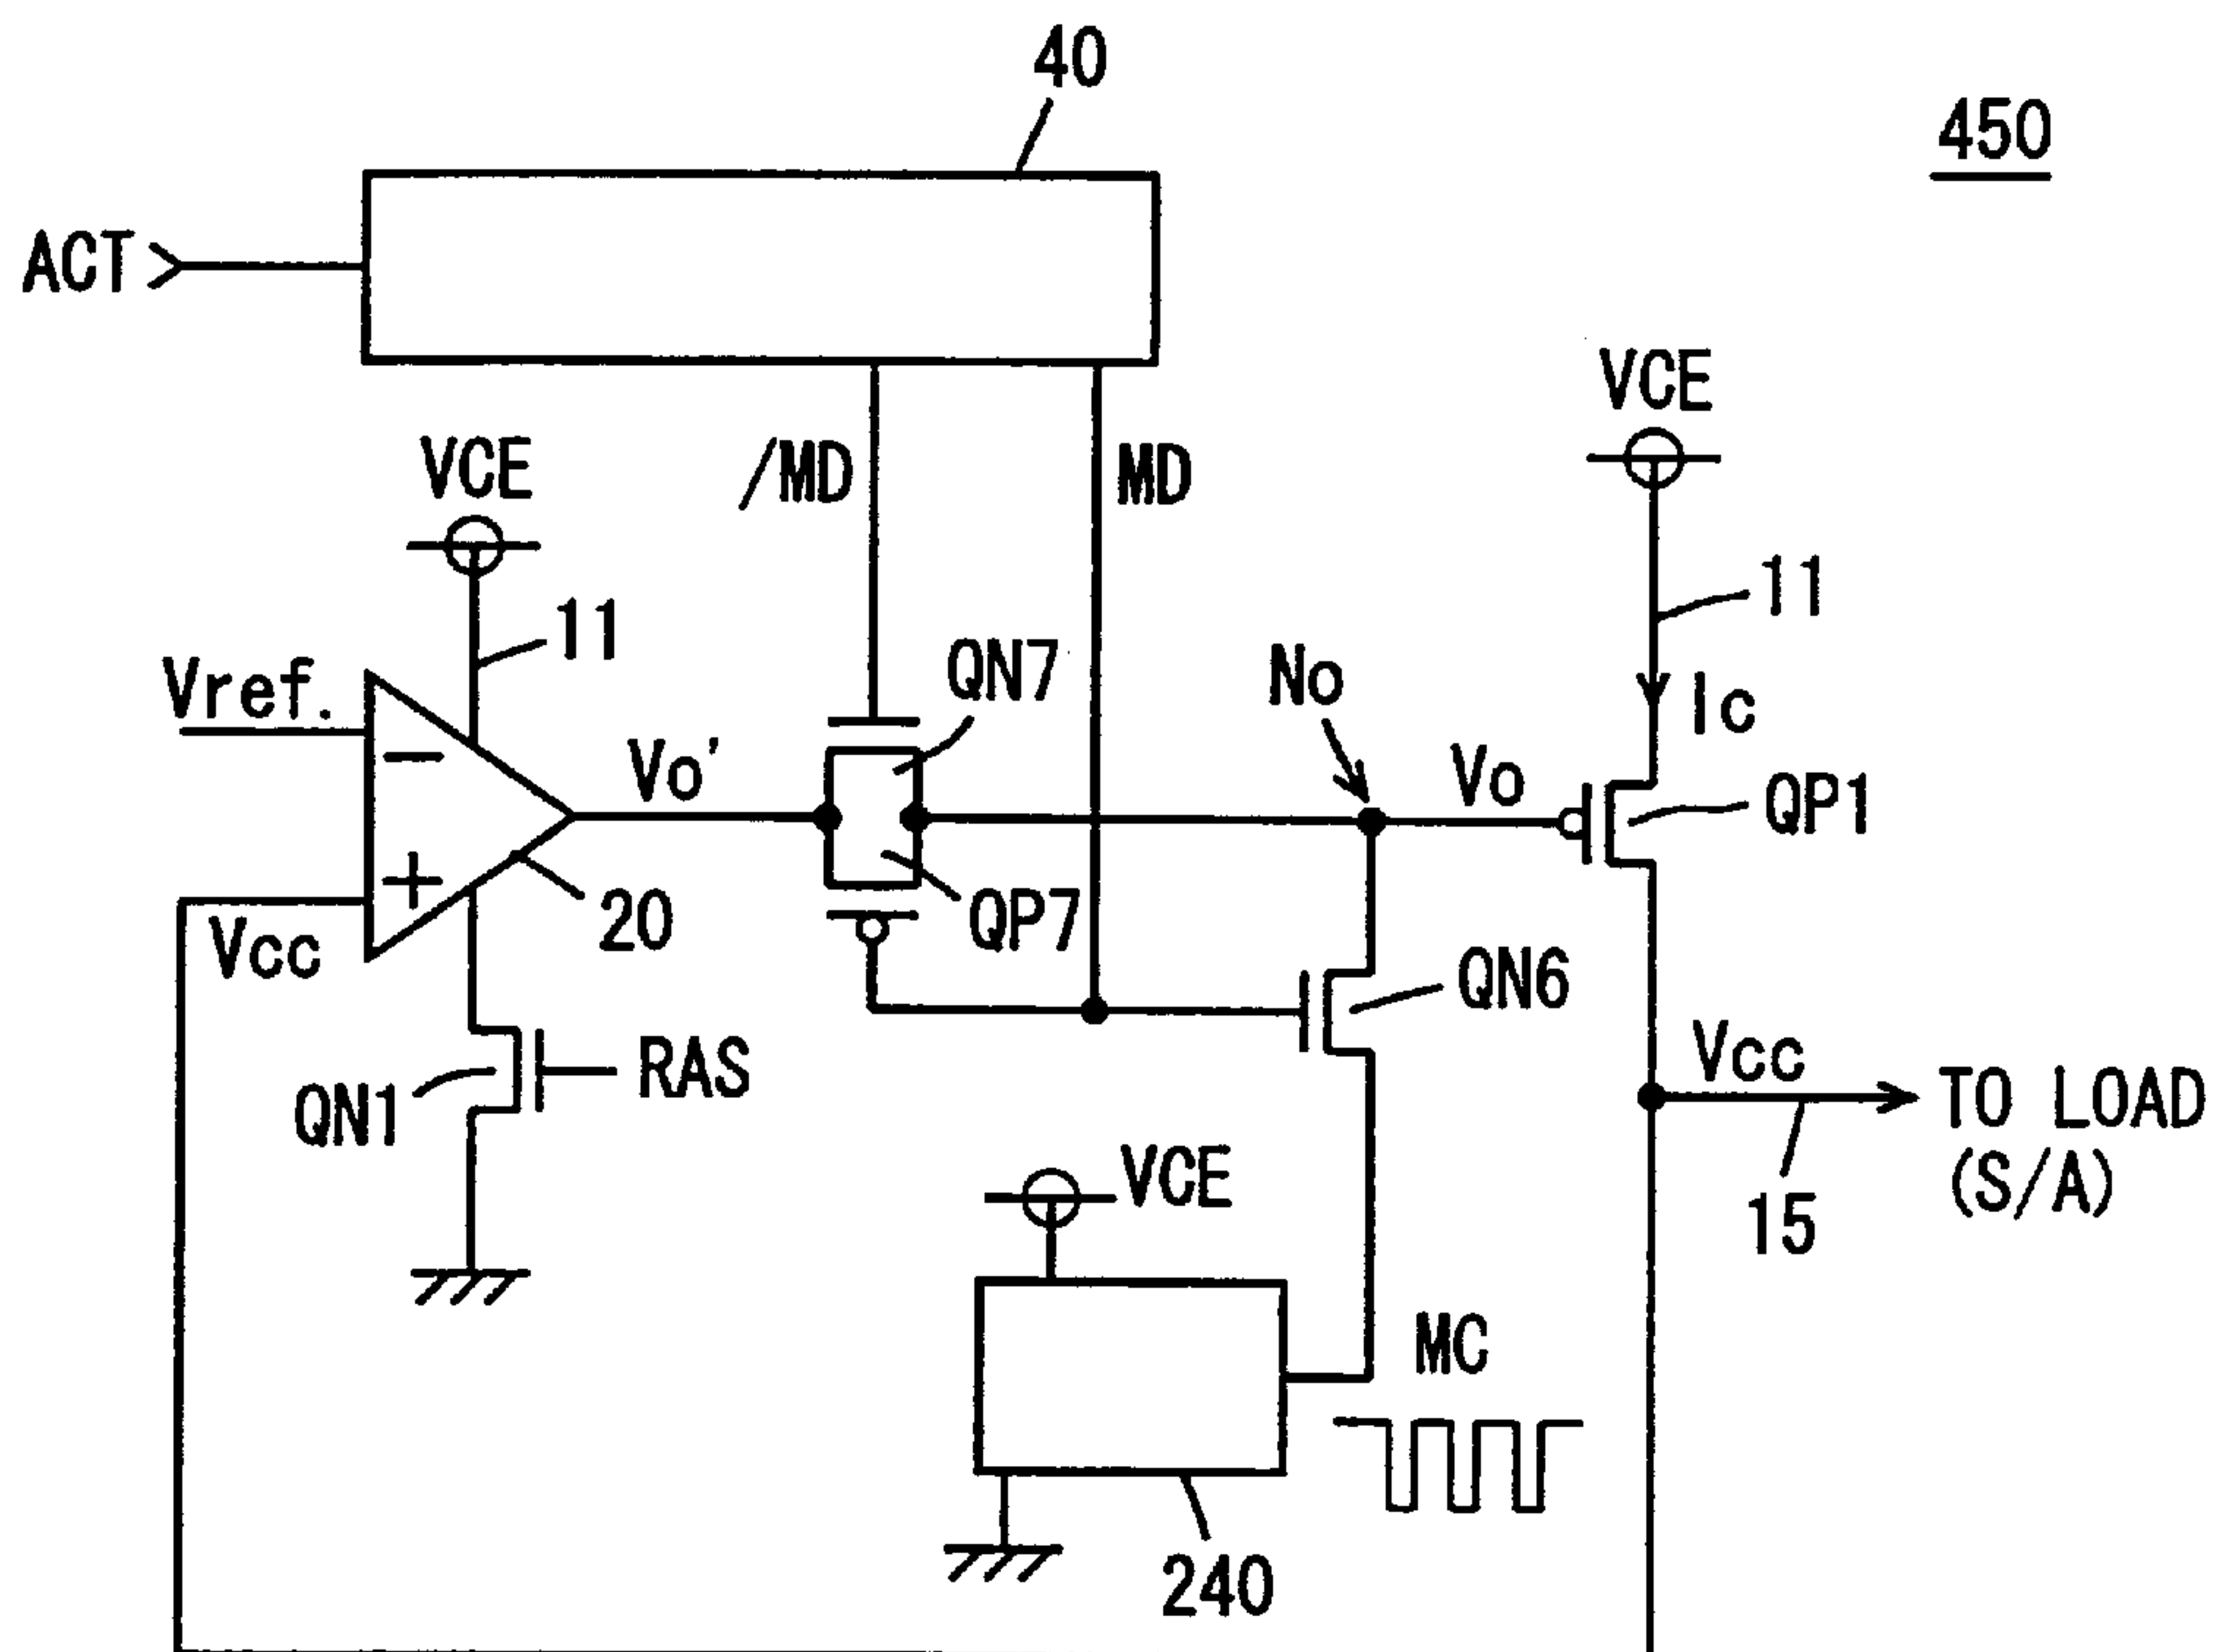 40
450
ACT
VCE
VCE
/MD
MD
11
11
Vref.
QN7
No
Ic
Vo'
Vo
QP1
−
+
20
QP7
Vcc
QN6
RAS
QN1
Vcc
TO LOAD
(S/A)
15
VCE
MC
240